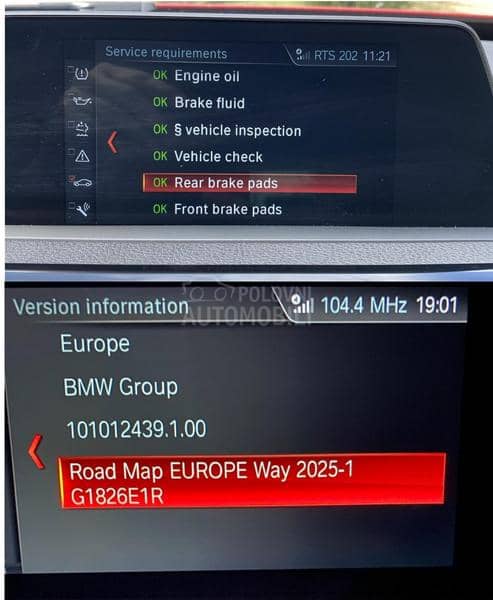 Service requirements
RTS 202 11:21
OK Engine oil
OK Brake fluid
OK § vehicle inspection
OK Vehicle check
OK Rear brake pads
OK Front brake pads
Version information
104.4 MHz 19:01
POLOVNI
AUTOMOBILI
Europe
BMW Group
101012439.1.00
Road Map EUROPE Way 2025-1
G1826E1R